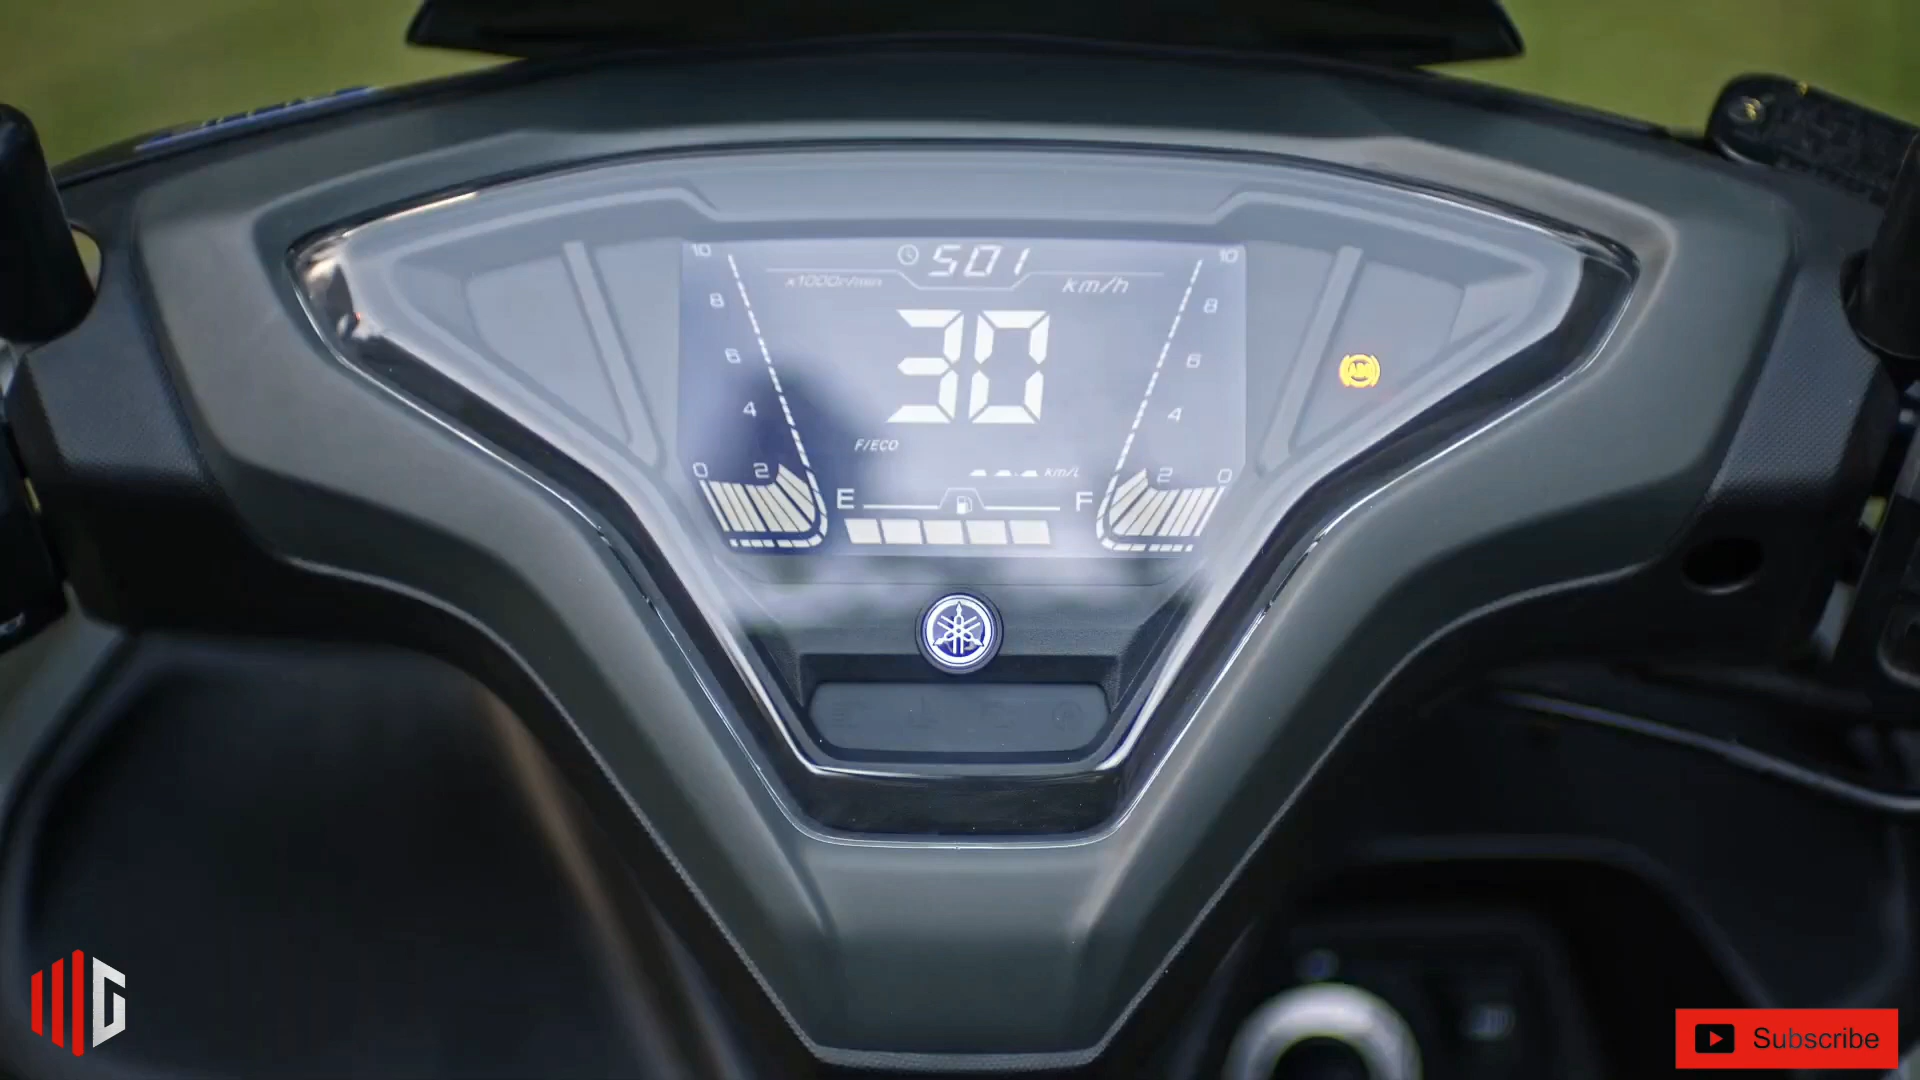 10 501 10
x1000r/min km/h
8 30 8
6 6
4 4
F/ECO
0 2 km/L 2 0
E F
Subscribe